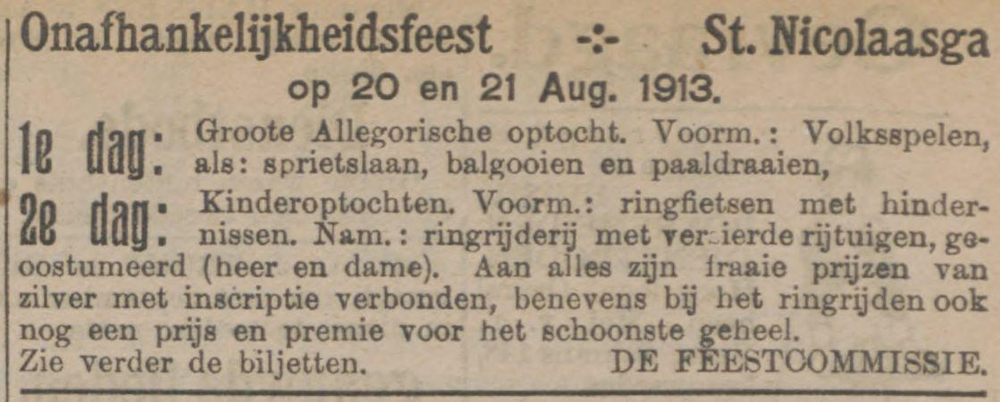 Onafhankelijkheidsfeest -:- St. Nicolaasga
op 20 en 21 Aug. 1913.
1e dag: Groote Allegorische optocht. Voorm.: Volksspelen,
als: sprietslaan, balgooien en paaldraaien,
2e dag: Kinderoptochten. Voorm.: ringfietsen met hinder-
nissen. Nam.: ringrijderij met versierde rijtuigen, ge-
oostumeerd (heer en dame). Aan alles zijn fraaie prijzen van
zilver met inscriptie verbonden, benevens bij het ringrijden ook
nog een prijs en premie voor het schoonste geheel.
Zie verder de biljetten. DE FEESTCOMMISSIE.